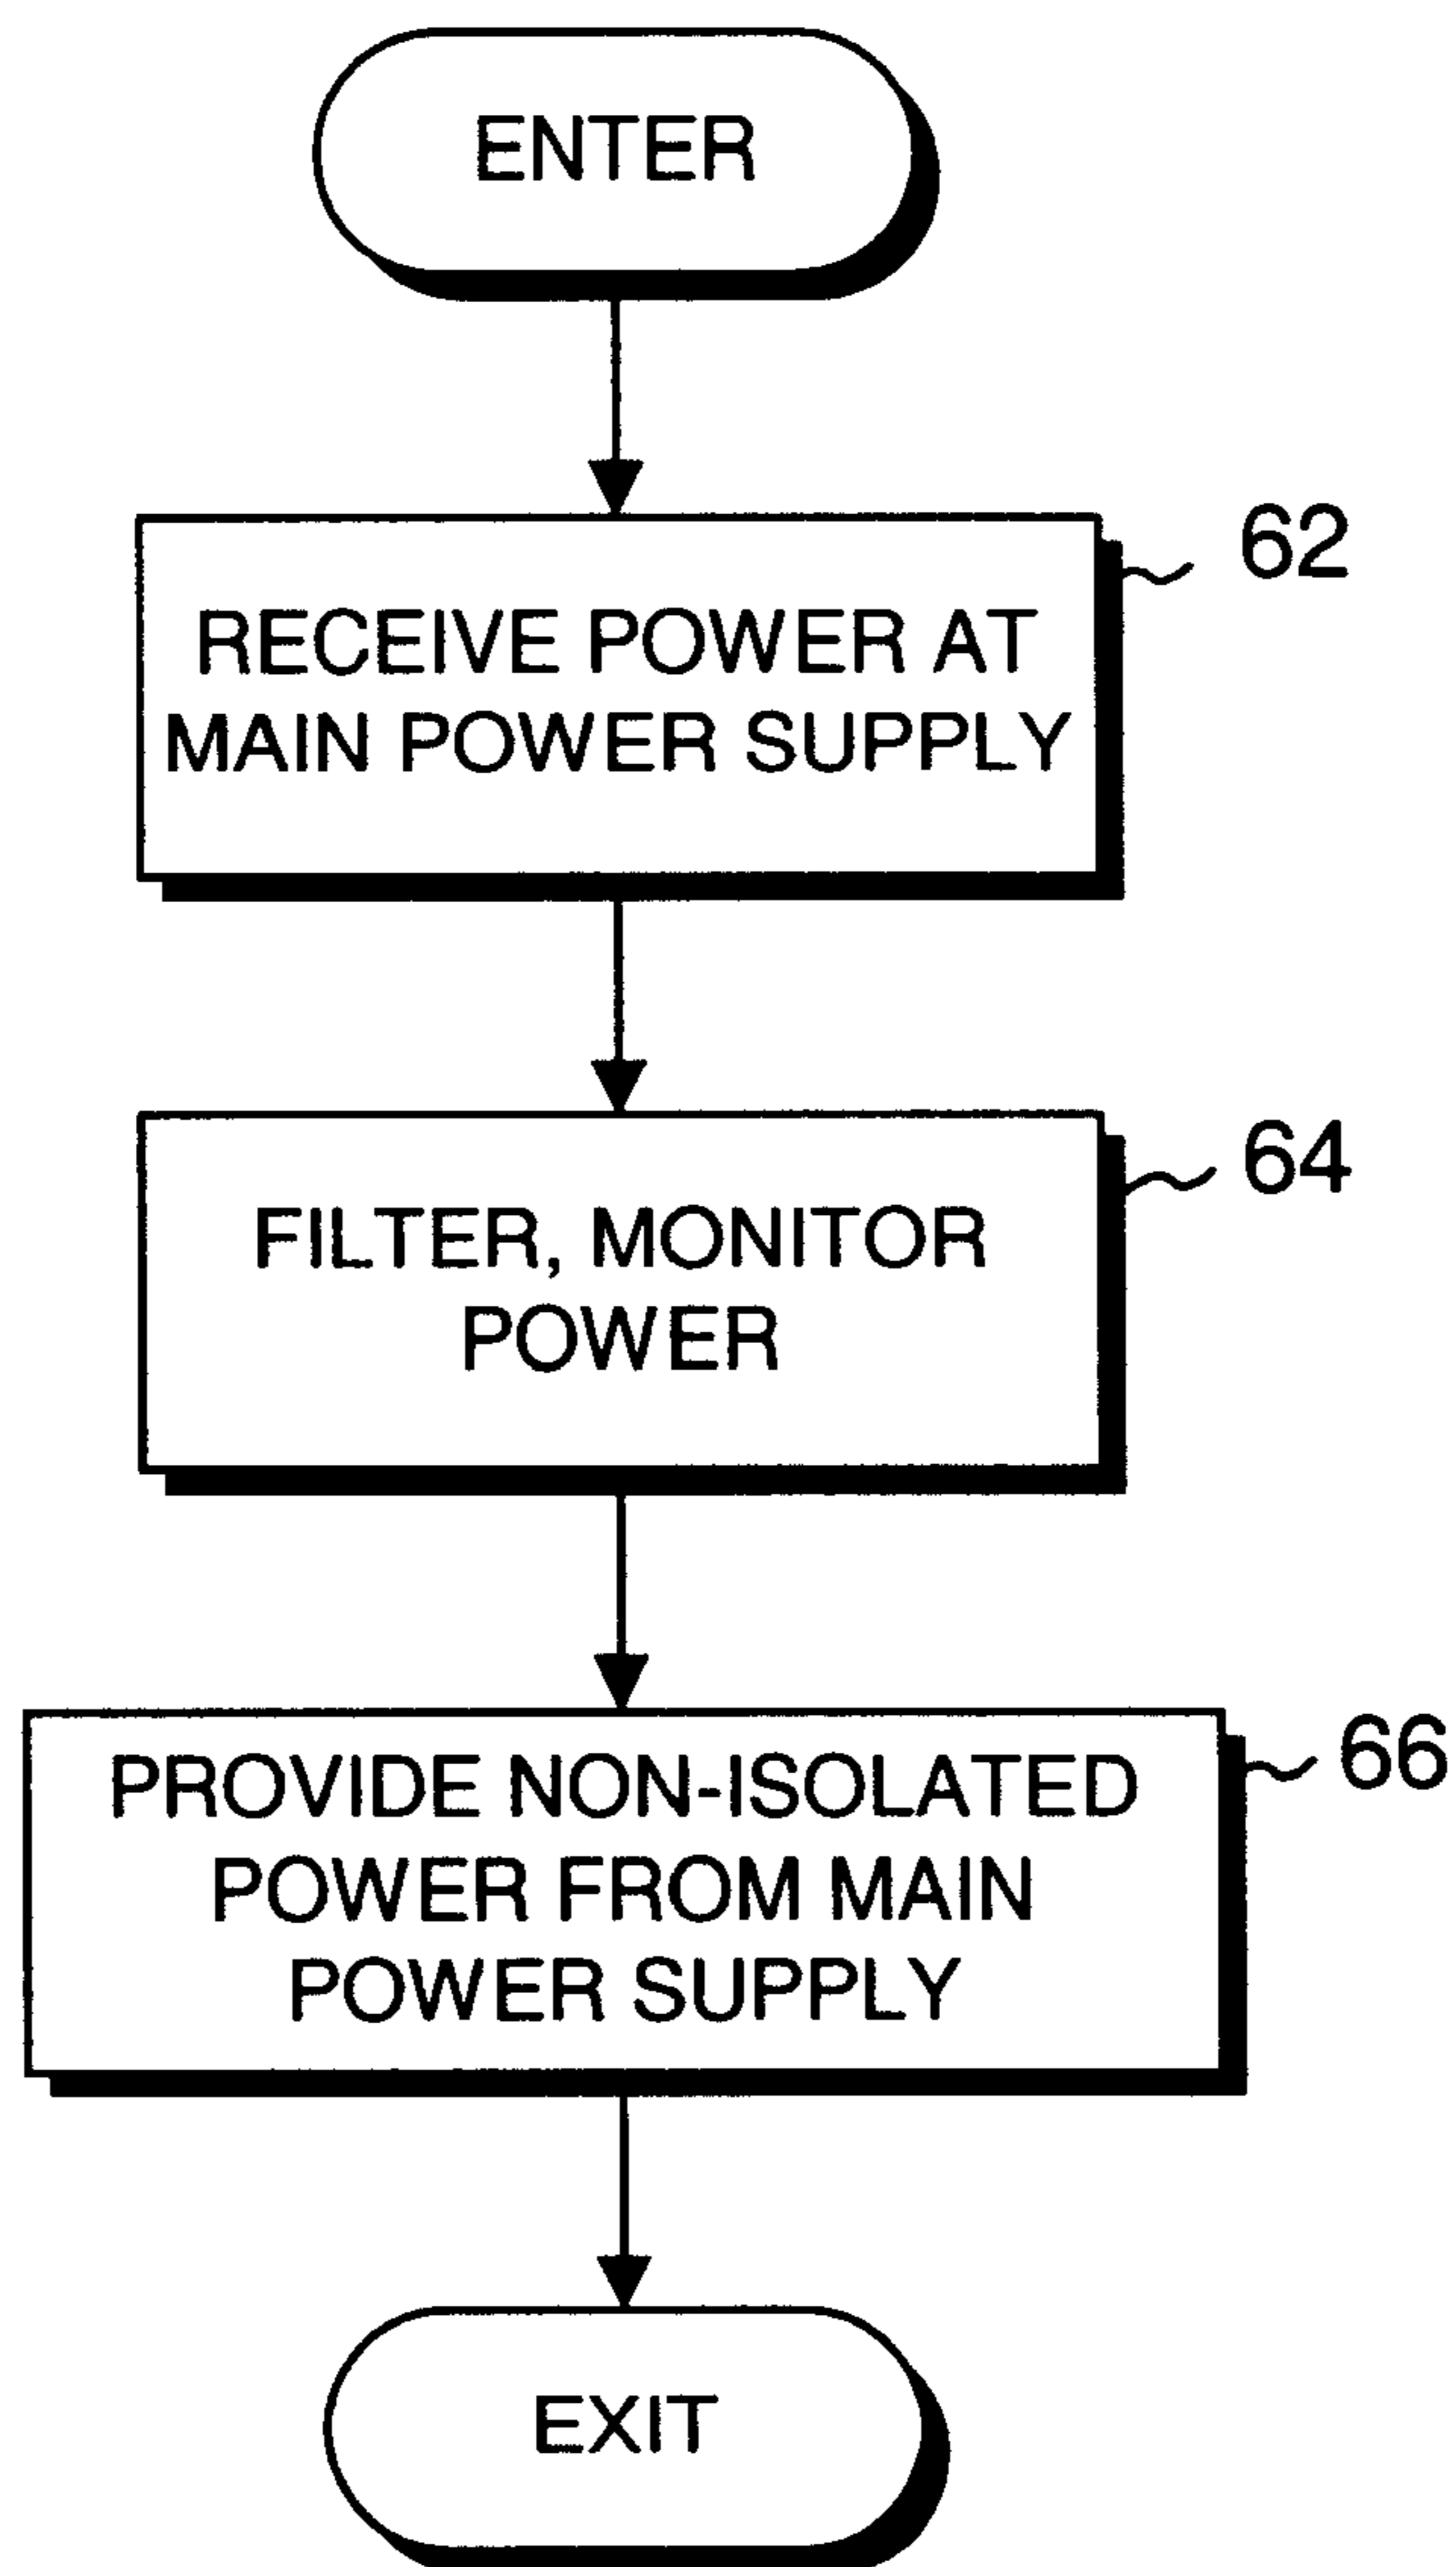 ENTER
62
RECEIVE POWER AT
MAIN POWER SUPPLY
64
FILTER, MONITOR
POWER
66
PROVIDE NON-ISOLATED
POWER FROM MAIN
POWER SUPPLY
EXIT